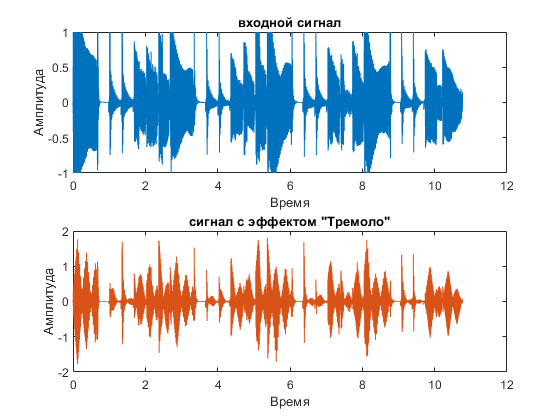 входной сигнал
1
0.5
0
-0.5
-1
Амплитуда
0 2 4 6 8 10 12
Время
сигнал с эффектом "Тремоло"
2
1
0
-1
-2
Амплитуда
0 2 4 6 8 10 12
Время